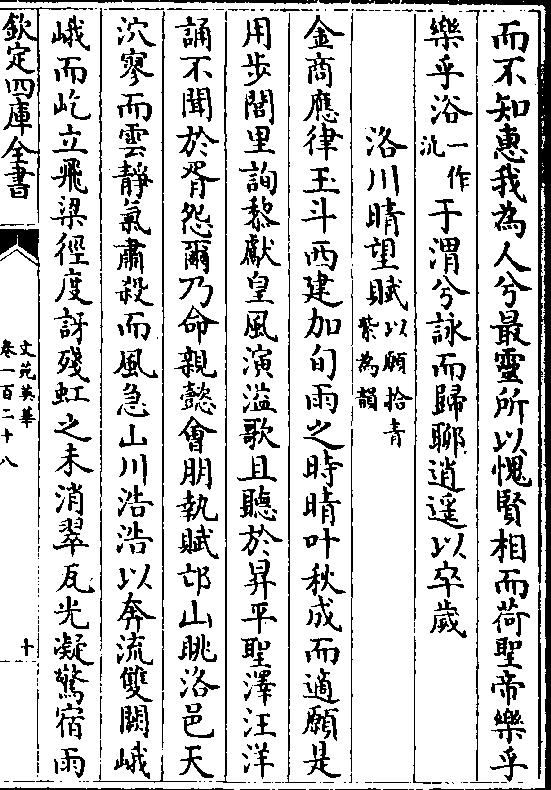 而不知惠我為人兮最靈所以愧賢相而荷聖帝樂乎
樂乎浴一作沇于渭兮詠而歸聊逍遥以卒歲
洛川晴望賦以願拾青紫為韻
金商應律玉斗西建加旬雨之時晴叶秋成而適願是
用步閭里詢黎獻皇風演溢歌且聽於昇平聖澤汪洋
誦不聞於胥怨爾乃命親懿㑹朋執賦邙山眺洛邑天
泬寥而雲靜氣肅殺而風急山川浩浩以奔流雙闕峨
峨而屹立飛梁徑度訝殘虹之未消翠瓦光凝驚宿雨
欽定四庫全書
文苑英華
卷一百二十八
十